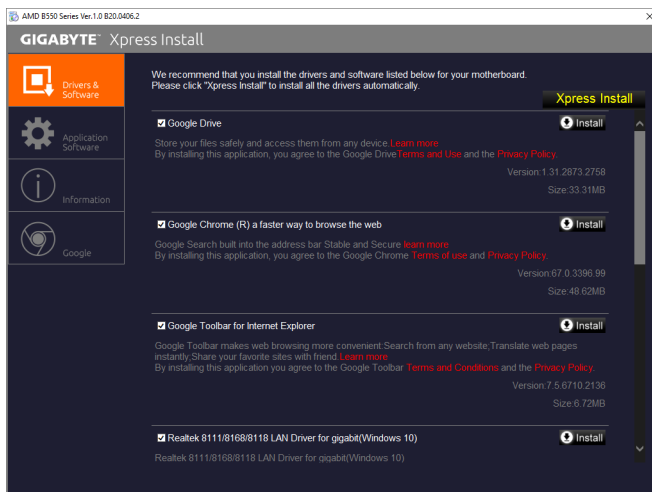 AMD B550 Series Ver.1.0 B20.0406.2
GIGABYTE™ Xpress Install
Drivers &
Software
Application
Software
Information
Google
We recommend that you install the drivers and software listed below for your motherboard.
Please click "Xpress Install" to install all the drivers automatically.
Xpress Install
Google Drive
Install
Store your files safely and access them from any device.Learn more
By installing this application, you agree to the Google DriveTerms and Use and the Privacy Policy.
Version:1.31.2873.2758
Size:33.31MB
Google Chrome (R) a faster way to browse the web
Install
Google Search built into the address bar Stable and Secure learn more
By installing this application, you agree to the Google Chrome Terms of use and Privacy Policy.
Version:67.0.3396.99
Size:48.62MB
Google Toolbar for Internet Explorer
Install
Google Toolbar makes web browsing more convenient:Search from any website;Translate web pages
instantly;Share your favorite sites with friend.Learn more
By installing this application you agree to the Google Toolbar Terms and Conditions and the Privacy Policy.
Version:7.5.6710.2136
Size:6.72MB
Realtek 8111/8168/8118 LAN Driver for gigabit(Windows 10)
Install
Realtek 8111/8168/8118 LAN Driver for gigabit(Windows 10)